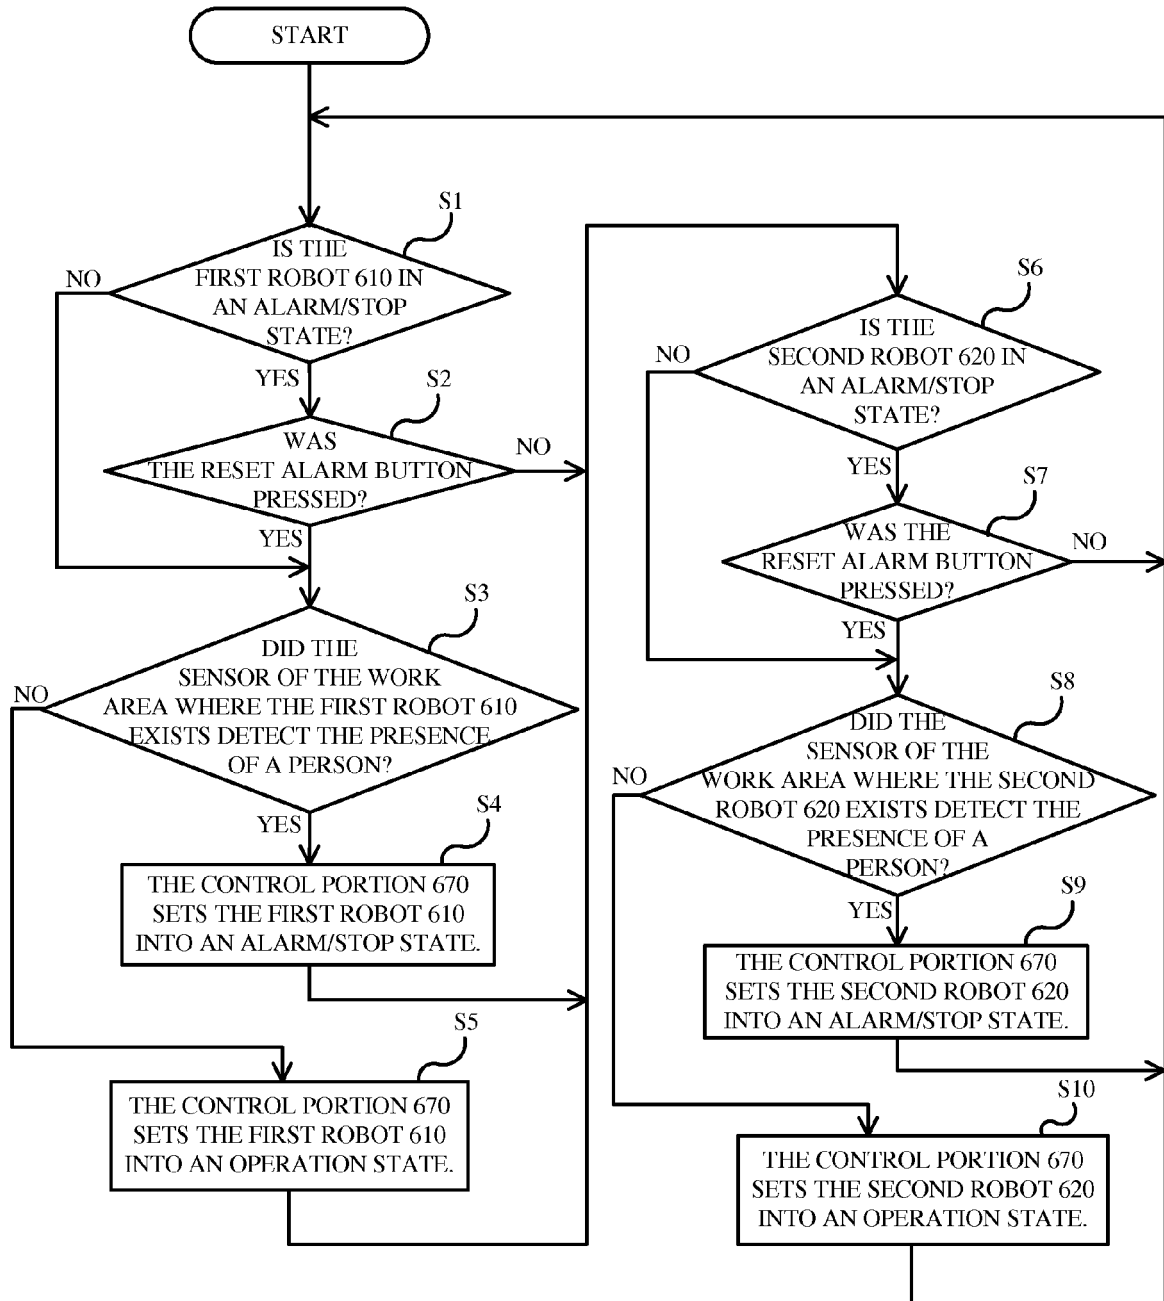 START
S1
IS THE
FIRST ROBOT 610 IN
AN ALARM/STOP
STATE?
NO
YES
S2
WAS
THE RESET ALARM BUTTON
PRESSED?
NO
YES
S3
DID THE
SENSOR OF THE WORK
AREA WHERE THE FIRST ROBOT 610
EXISTS DETECT THE PRESENCE
OF A PERSON?
NO
YES
S4
THE CONTROL PORTION 670
SETS THE FIRST ROBOT 610
INTO AN ALARM/STOP STATE.
S5
THE CONTROL PORTION 670
SETS THE FIRST ROBOT 610
INTO AN OPERATION STATE.
S6
IS THE
SECOND ROBOT 620 IN
AN ALARM/STOP
STATE?
NO
YES
S7
WAS THE
RESET ALARM BUTTON
PRESSED?
NO
YES
S8
DID THE
SENSOR OF THE
WORK AREA WHERE THE SECOND
ROBOT 620 EXISTS DETECT THE
PRESENCE OF A
PERSON?
NO
YES
S9
THE CONTROL PORTION 670
SETS THE SECOND ROBOT 620
INTO AN ALARM/STOP STATE.
S10
THE CONTROL PORTION 670
SETS THE SECOND ROBOT 620
INTO AN OPERATION STATE.